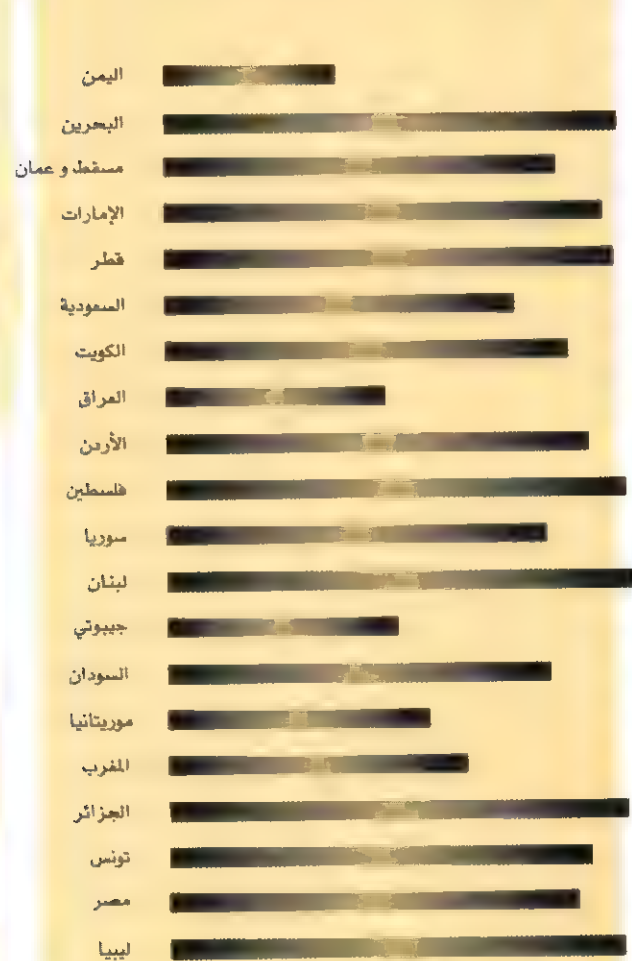 اليمن
البحرين
مسقط و عمان
الإمارات
قطر
السعودية
الكويت
العراق
الأردن
فلسطين
سوريا
لبنان
جيبوتي
السودان
موريتانيا
المغرب
الجزائر
تونس
مصر
ليبيا